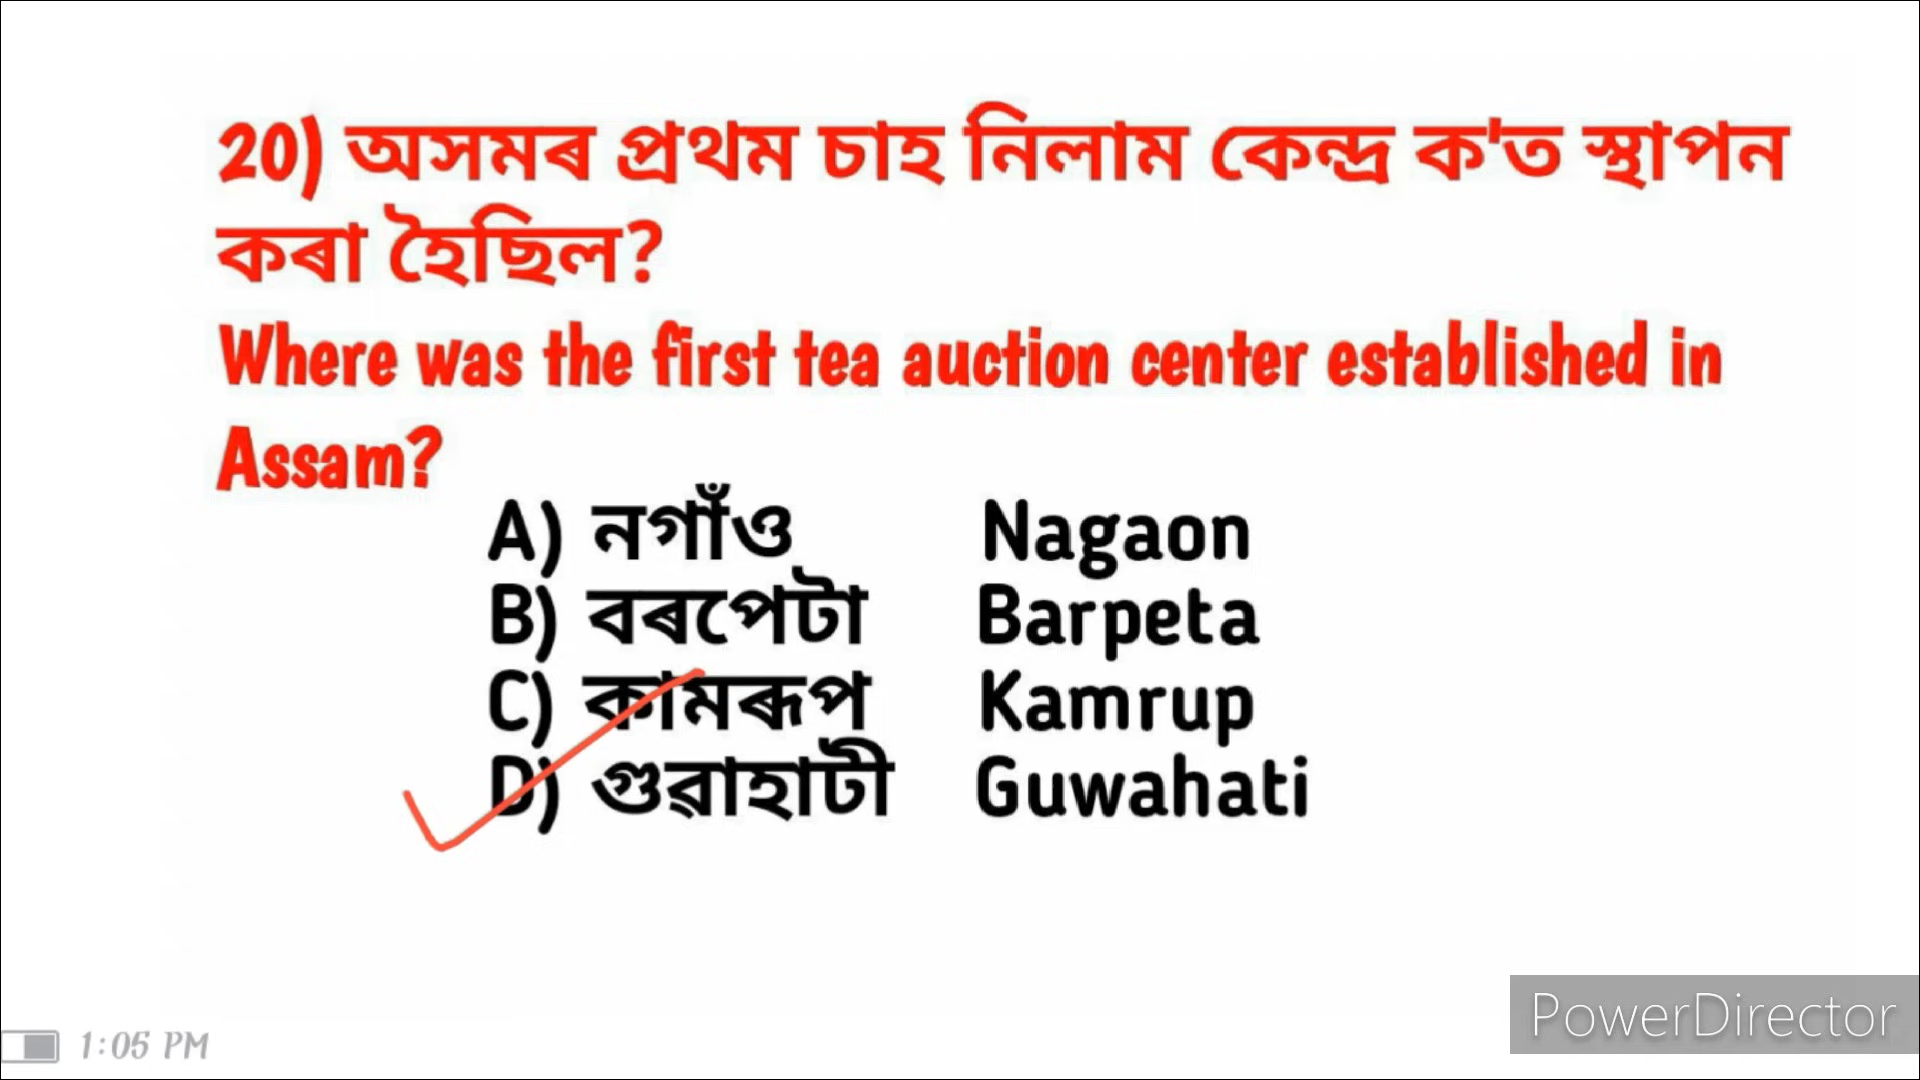 20) অসমৰ প্ৰথম চাহ নিলাম কেন্দ্ৰ ক'ত স্থাপন
কৰা হৈছিল?
Where was the first tea auction center established in
Assam?
A) নগাঁও Nagaon
B) বৰপেটা Barpeta
C) কামৰূপ Kamrup
D) গুৱাহাটী Guwahati
1:05 PM
PowerDirector